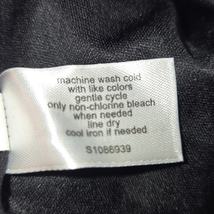 machine wash cold
with like colors
gentle cycle
only non-chlorine bleach
when needed
line dry
cool iron if needed
S1086939